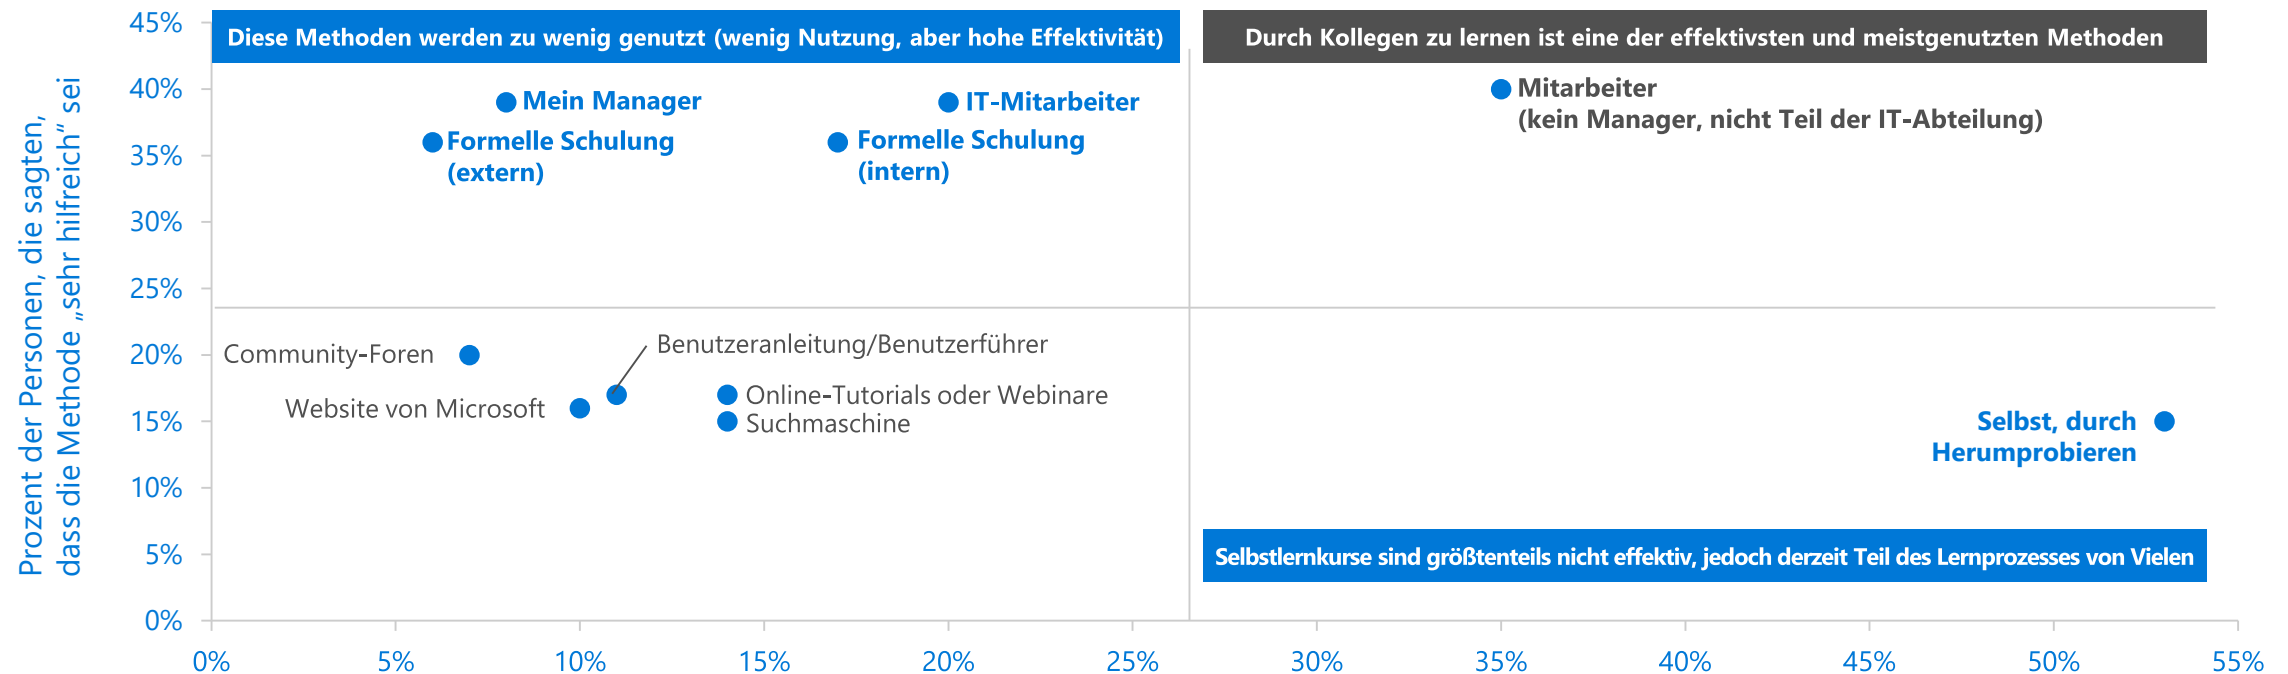 Prozent der Personen, die sagten,
dass die Methode „sehr hilfreich“ sei
45%
40%
35%
30%
25%
20%
15%
10%
5%
0%
Diese Methoden werden zu wenig genutzt (wenig Nutzung, aber hohe Effektivität)
Durch Kollegen zu lernen ist eine der effektivsten und meistgenutzten Methoden
Mein Manager
IT-Mitarbeiter
Formelle Schulung
(extern)
Formelle Schulung
(intern)
Mitarbeiter
(kein Manager, nicht Teil der IT-Abteilung)
Community-Foren
Benutzeranleitung/Benutzerführer
Website von Microsoft
Online-Tutorials oder Webinare
Suchmaschine
Selbst, durch
Herumprobieren
Selbstlernkurse sind größtenteils nicht effektiv, jedoch derzeit Teil des Lernprozesses von Vielen
0%
5%
10%
15%
20%
25%
30%
35%
40%
45%
50%
55%